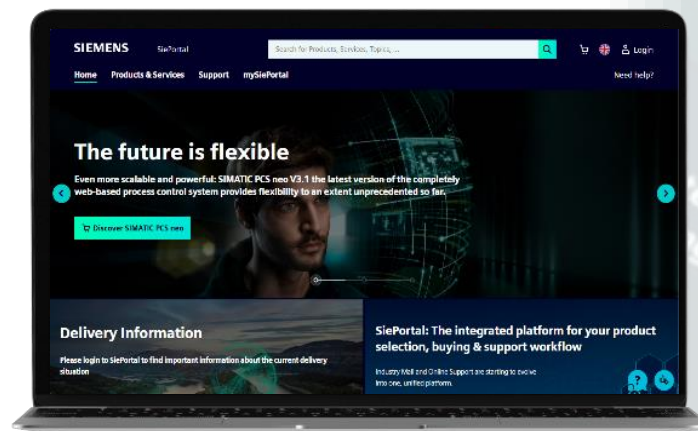 SIEMENS
SiePortal
Search for Products, Services, Topics, ...
Login
Home Products & Services Support mySiePortal
Need help?
The future is flexible
Even more scalable and powerful: SIMATIC PCS neo V3.1 the latest version of the completely
web-based process control system provides flexibility to an extent unprecedented so far.
Discover SIMATIC PCS neo
Delivery Information
Please login to SiePortal to find important information about the current delivery
situation
SiePortal: The integrated platform for your product
selection, buying & support workflow
Industry Mall and Online Support are starting to evolve
into one, unified platform.
?